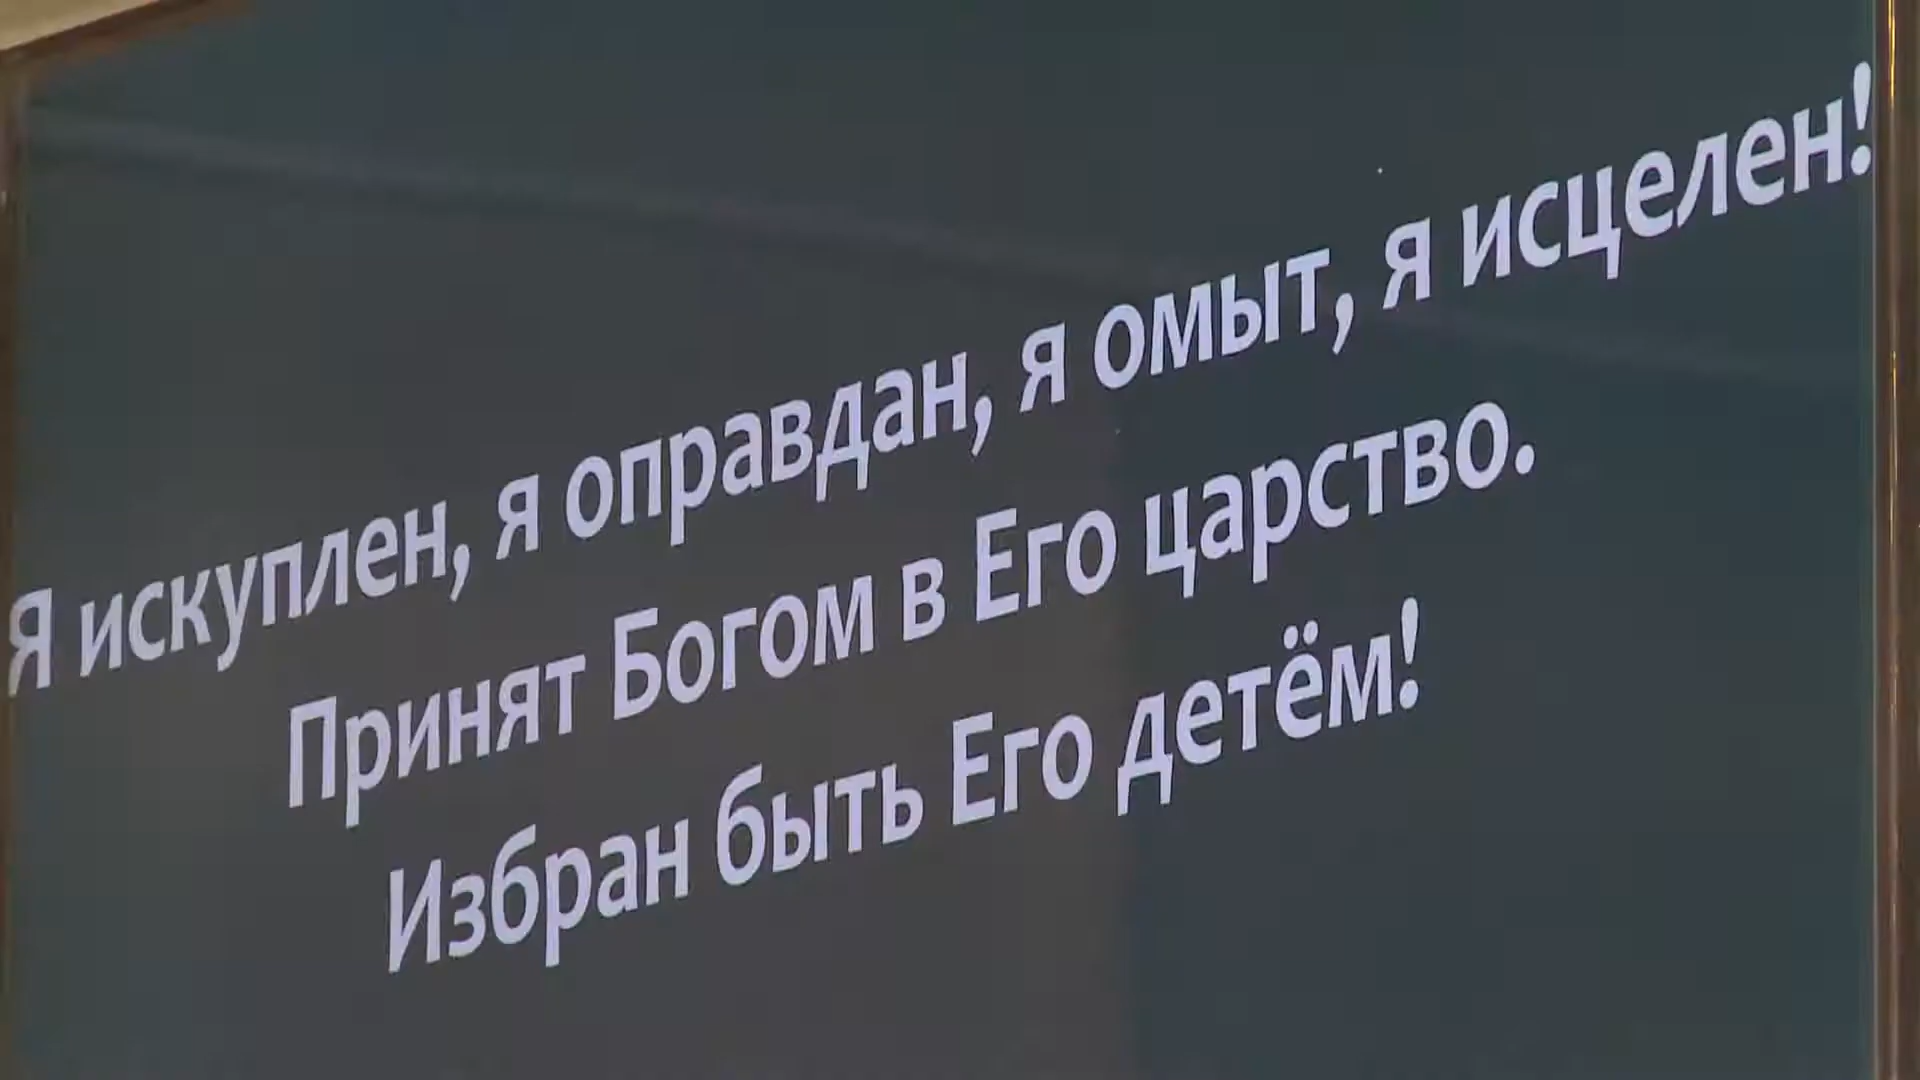 Я искуплен, я оправдан, я омыт, я исцелен!
Принят Богом в Его царство.
Избран быть Его детём!